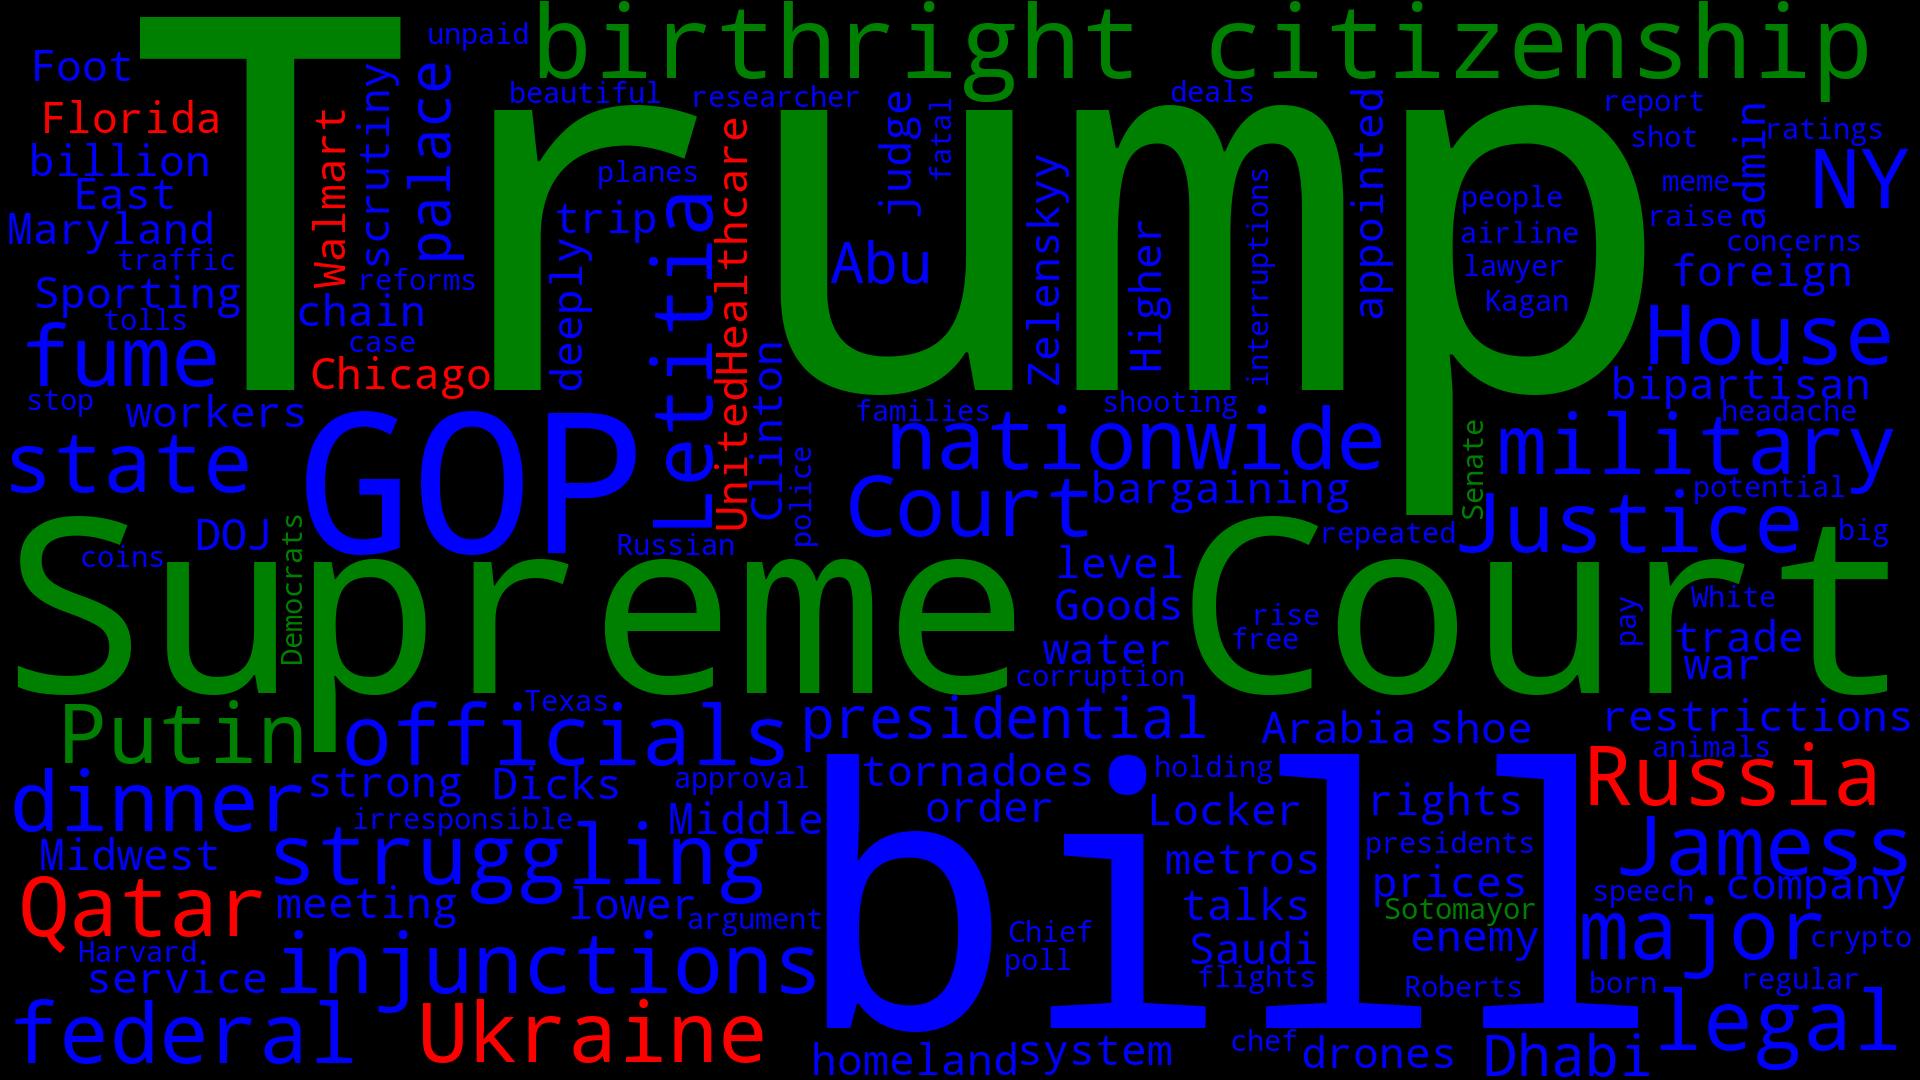 Trump
birthright citizenship
unpaid
Foot
Florida
billion
East
Maryland
traffic
Sporting
tolls
fume
stop
workers
state
Walmart
scrutiny
palace
reforms
chain
case
Chicago
beautiful
researcher
planes
trip
deeply
Letitia
UnitedHealthcare
Clinton
police
judge
fatal
Abu
Zelenskyy
Higher
interruptions
deals
appointed
people
airline
lawyer
Kagan
report
shot
admin
ratings
meme
raise
NY
concerns
foreign
House
bipartisan
headache
military
potential
Senate
Justice
big
GOP
families
shooting
nationwide
Court
bargaining
repeated
Russian
DOJ
coins
Democrats
Supreme Court
level
Goods
water
corruption
rise
free
pay
White
trade
war
Putin
Texas
officials
presidential
Arabia
shoe
restrictions
animals
Russia
dinner
strong
Dicks
approval
irresponsible
Middle
Midwest
struggling
Qatar
meeting
lower
argument
Harvard
service
injunctions
federal
Ukraine
bill
tornadoes
order
holding
Locker
metros
talks
Saudi
flights
Chief
poll
rights
presidents
prices
Sotomayor
enemy
Roberts
Jamess
speech
company
major
crypto
born
regular
legal
homeland
system
chef
drones
Dhabi